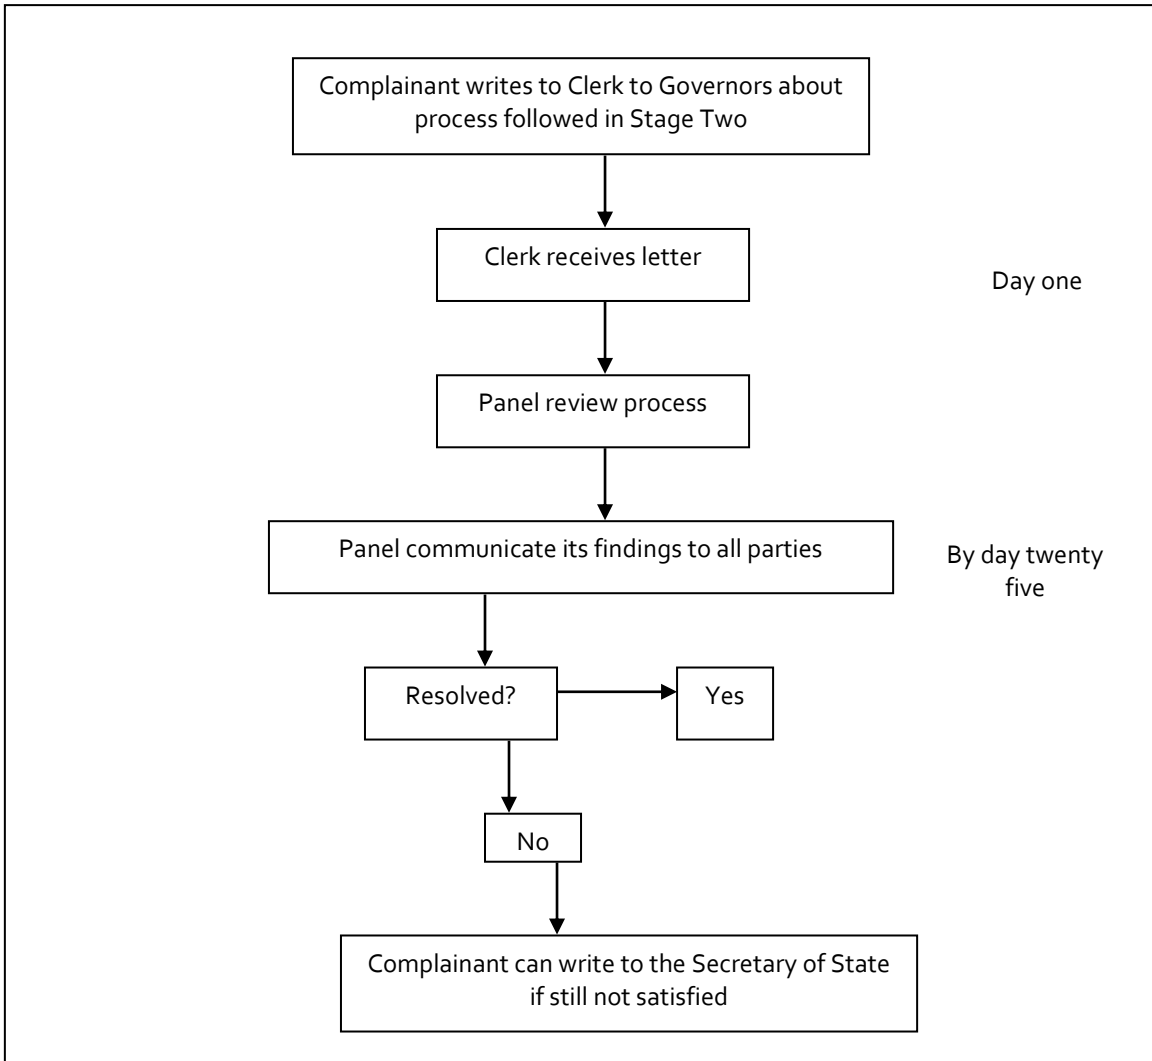 Complainant writes to Clerk to Governors about
process followed in Stage Two
Clerk receives letter
Day one
Panel review process
Panel communicate its findings to all parties
By day twenty
five
Resolved?
Yes
No
Complainant can write to the Secretary of State
if still not satisfied